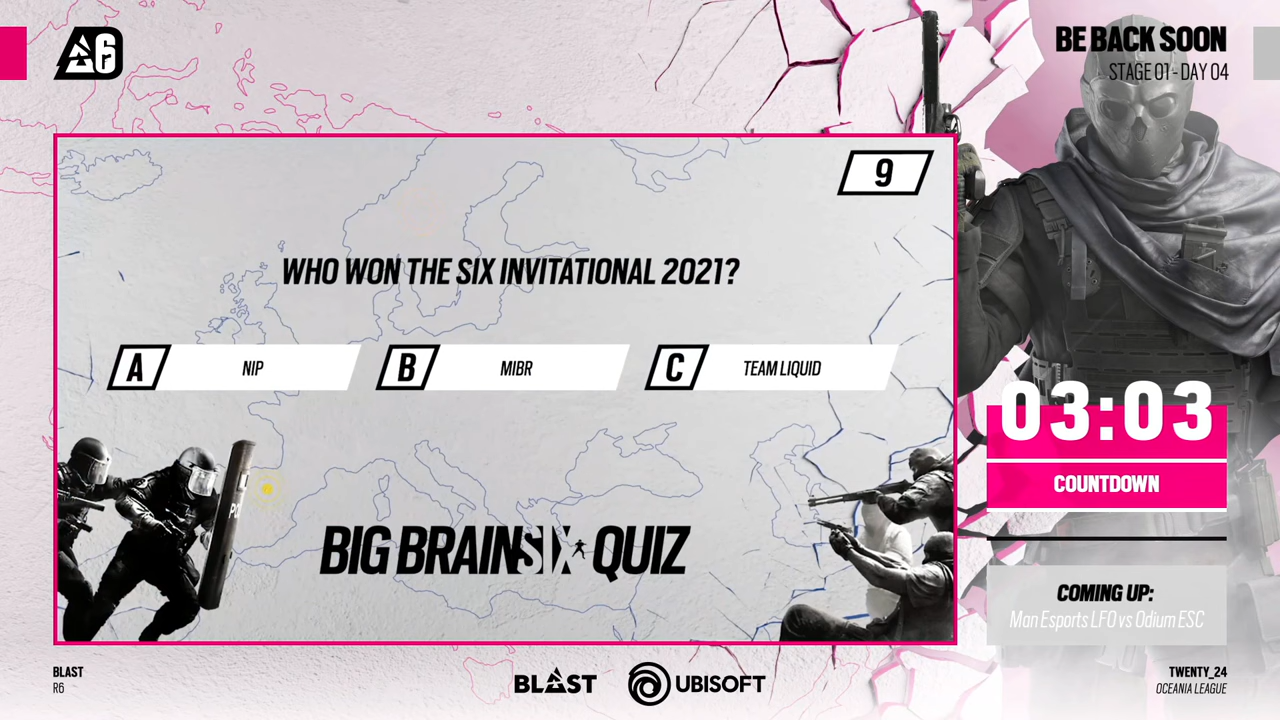 BE BACK SOON
STAGE 01 - DAY 04
9
WHO WON THE SIX INVITATIONAL 2021?
A NIP
B MIBR
C TEAM LIQUID
03:03
COUNTDOWN
BIG BRAIN SIX QUIZ
COMING UP:
Man Esports LFO vs Odium ESC
BLAST
R6
BLAST
UBISOFT
TWENTY_24
OCEANIA LEAGUE